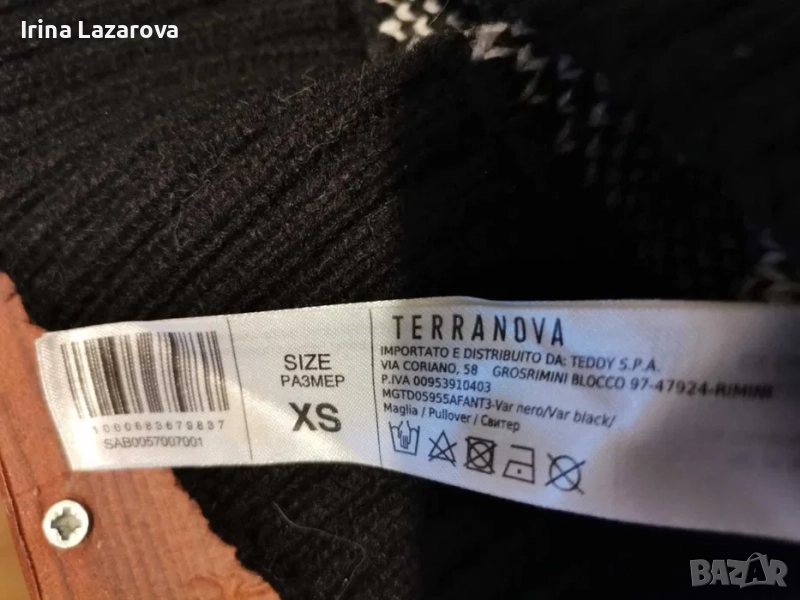 Irina Lazarova
TERRANOVA
IMPORTATO E DISTRIBUITO DA: TEDDY S.P.A.
VIA CORIANO, 58 GROSRIMINI BLOCCO 97-47924-RIMINI
P.IVA 00953910403
MGTD05955AFANT3-Var nero/Var black/
Maglia / Pullover / Свитер
SIZE
РАЗМЕР
XS
SAB0057007001
BAZAR